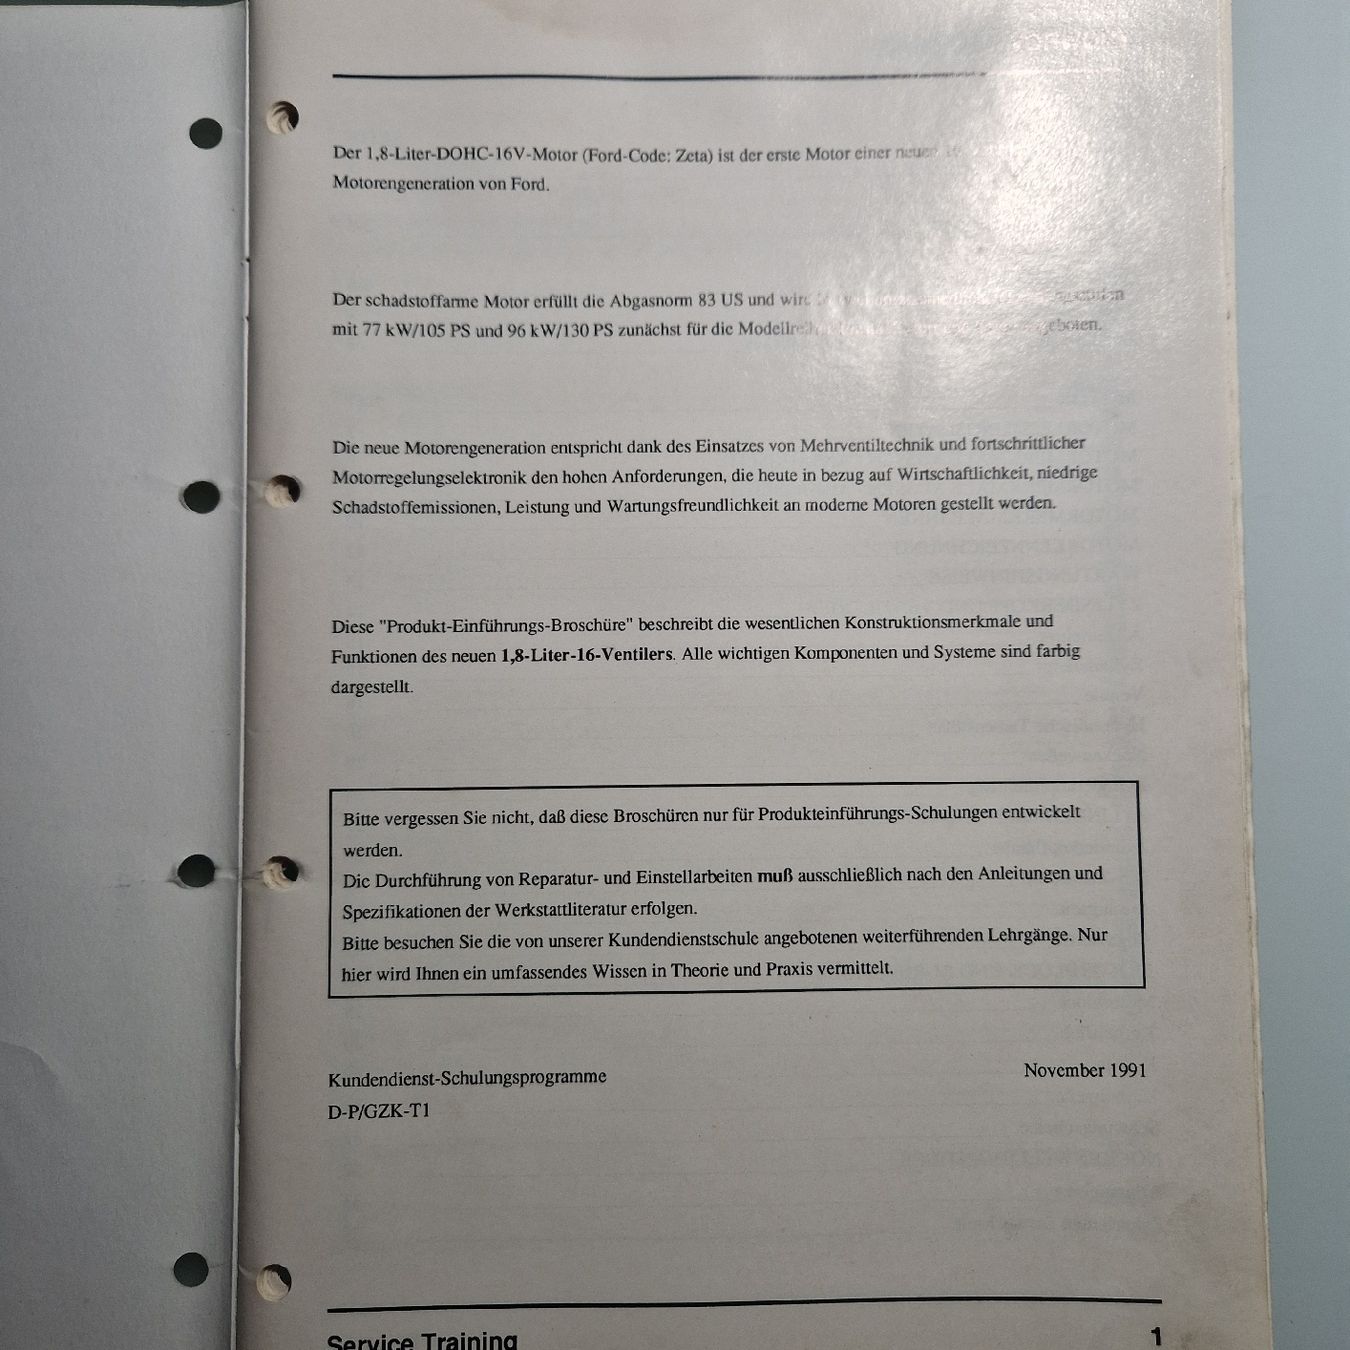 Der 1,8-Liter-DOHC-16V-Motor (Ford-Code: Zeta) ist der erste Motor einer neuen
Motorengeneration von Ford.
Der schadstoffarme Motor erfüllt die Abgasnorm 83 US und wird
mit 77 kW/105 PS und 96 kW/130 PS zunächst für die
Die neue Motorengeneration entspricht dank des Einsatzes von Mehrventiltechnik und fortschrittlicher
Motorregelungselektronik den hohen Anforderungen, die heute in bezug auf Wirtschaftlichkeit, niedrige
Schadstoffemissionen, Leistung und Wartungsfreundlichkeit an moderne Motoren gestellt werden.
Diese "Produkt-Einführungs-Broschüre" beschreibt die wesentlichen Konstruktionsmerkmale und
Funktionen des neuen 1,8-Liter-16-Ventilers. Alle wichtigen Komponenten und Systeme sind farbig
dargestellt.
Bitte vergessen Sie nicht, daß diese Broschüren nur für Produkteinführungs-Schulungen entwickelt
werden.
Die Durchführung von Reparatur- und Einstellarbeiten muß ausschließlich nach den Anleitungen und
Spezifikationen der Werkstattliteratur erfolgen.
Bitte besuchen Sie die von unserer Kundendienstschule angebotenen weiterführenden Lehrgänge. Nur
hier wird Ihnen ein umfassendes Wissen in Theorie und Praxis vermittelt.
Kundendienst-Schulungsprogramme November 1991
D-P/GZK-T1
Service Training 1